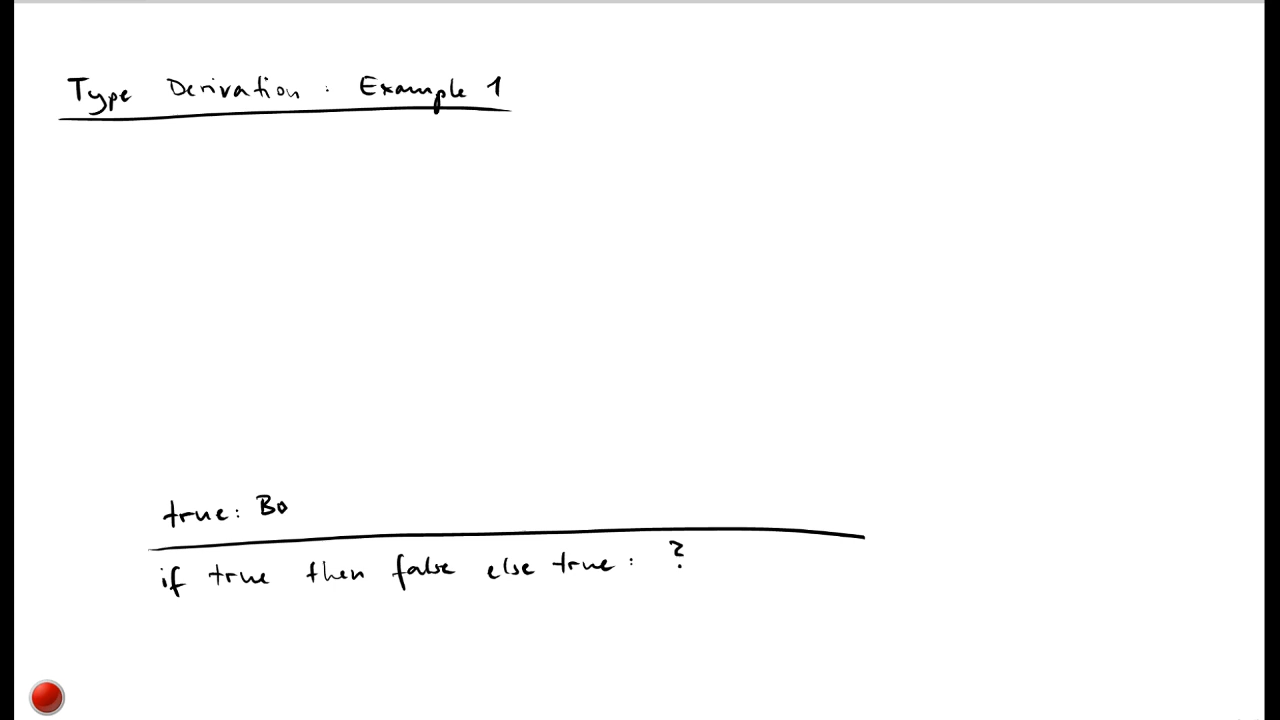 Type Derivation : Example 1
true: Bo
if true then false else true : ?